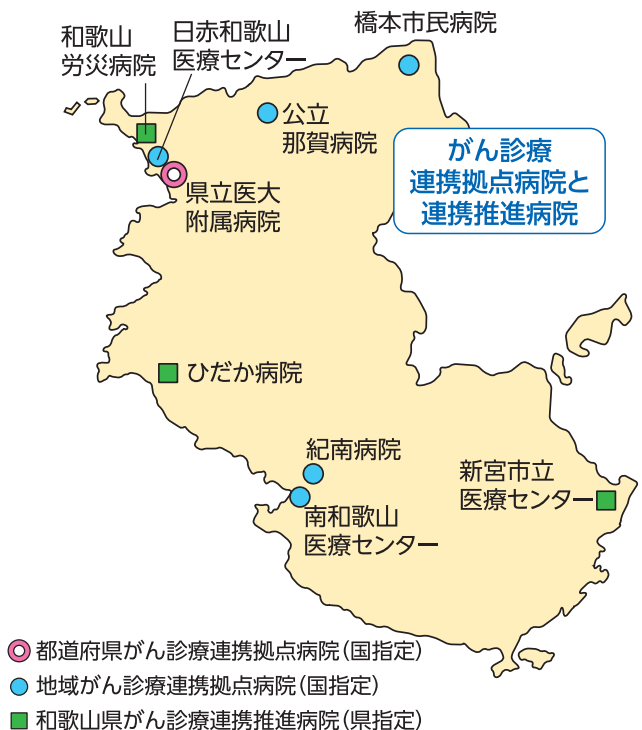 橋本市民病院
日赤和歌山
医療センター
和歌山
労災病院
公立
那賀病院
がん診療
連携拠点病院と
連携推進病院
県立医大
附属病院
ひだか病院
紀南病院
新宮市立
医療センター
南和歌山
医療センター
都道府県がん診療連携拠点病院(国指定)
地域がん診療連携拠点病院(国指定)
和歌山県がん診療連携推進病院(県指定)